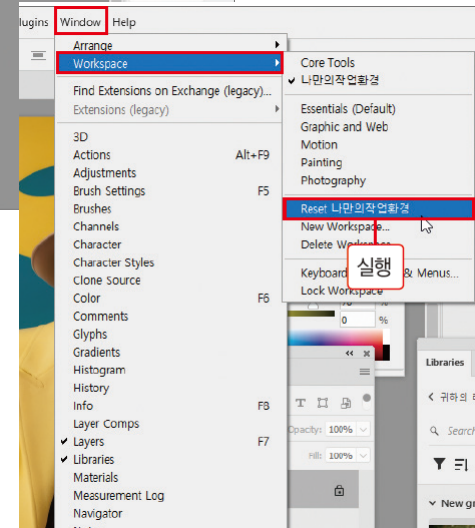 lugins Window Help
Arrange
Workspace
Find Extensions on Exchange (legacy)...
Extensions (legacy)
3D
Actions Alt+F9
Adjustments
Brush Settings F5
Brushes
Channels
Character
Character Styles
Clone Source
Color F6
Comments
Glyphs
Gradients
Histogram
History
Info F8
Layer Comps
Layers F7
Libraries
Materials
Measurement Log
Navigator
Core Tools
나만의작업환경
Essentials (Default)
Graphic and Web
Motion
Painting
Photography
Reset 나만의작업환경
New Workspace...
Delete Workspace...
실행
Keyboard & Menus...
Lock Workspace
0 %
Opacity: 100%
Fill: 100%
Libraries
귀하의
Search
New gr